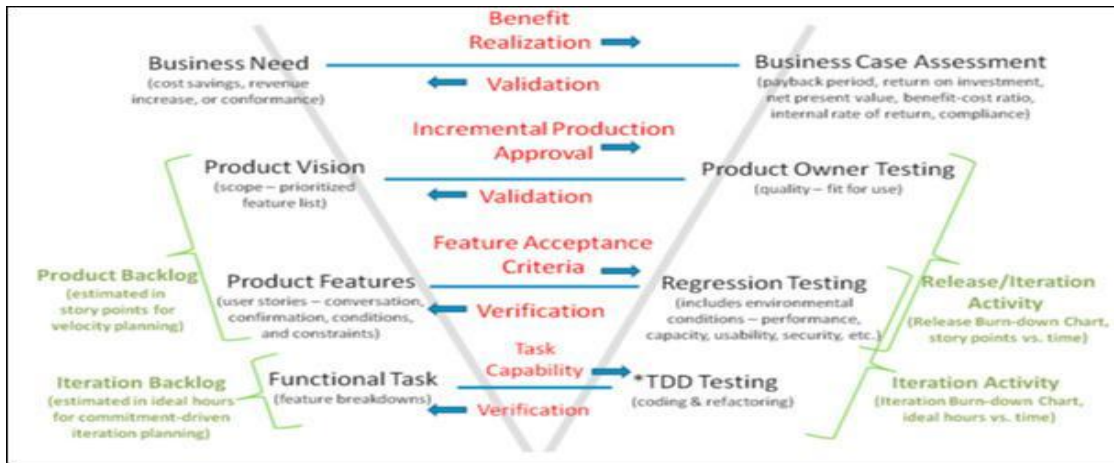 Benefit
Realization
Business Need
(cost savings, revenue
increase, or conformance)
Validation
Business Case Assessment
(payback period, return on investment,
net present value, benefit-cost ratio,
internal rate of return, compliance)
Incremental Production
Approval
Product Vision
(scope – prioritized
feature list)
Validation
Product Owner Testing
(quality – fit for use)
Feature Acceptance
Criteria
Product Backlog
(estimated in
story points for
velocity planning)
Product Features
(user stories – conversation,
confirmation, conditions,
and constraints)
Verification
Regression Testing
(includes environmental
conditions – performance,
capacity, usability, security, etc.)
Release/Iteration
Activity
(Release Burn-down Chart,
story points vs. time)
Task
Capability
Iteration Backlog
(estimated in ideal hours
for commitment-driven
iteration planning)
Functional Task
(feature breakdowns)
Verification
*TDD Testing
(coding & refactoring)
Iteration Activity
(Iteration Burn-down Chart,
ideal hours vs. time)